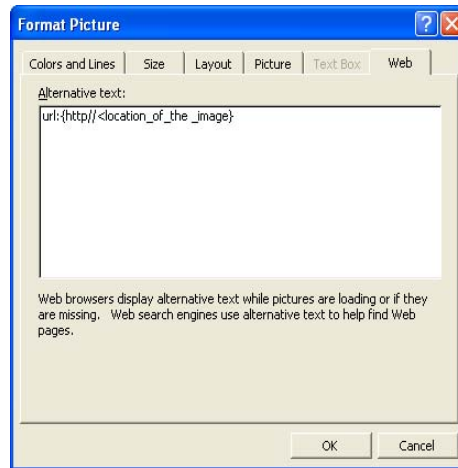 Format Picture
?
X
Colors and Lines Size Layout Picture Text Box Web
Alternative text:
url:{http//<location_of_the _image}
Web browsers display alternative text while pictures are loading or if they
are missing. Web search engines use alternative text to help find Web
pages.
OK Cancel